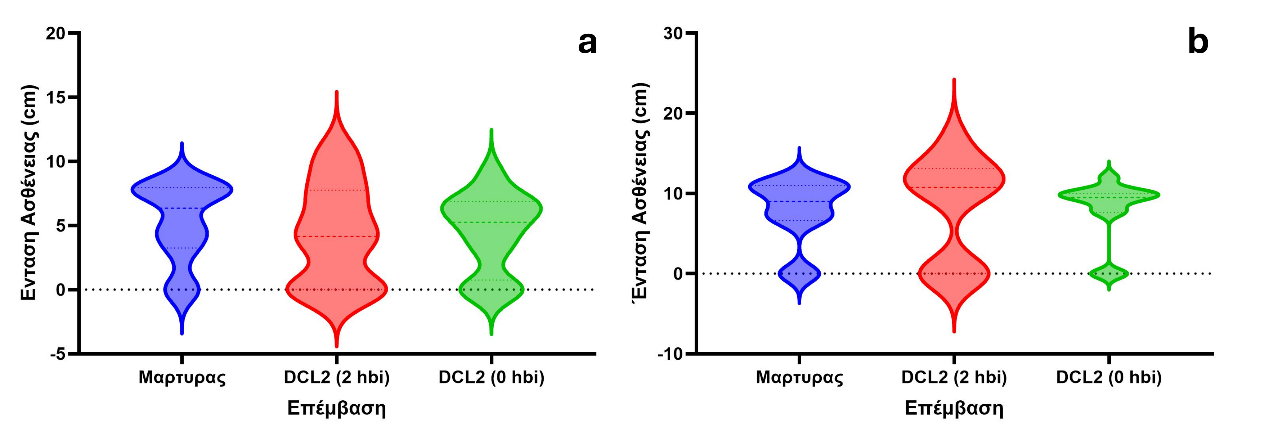 a
20
15
10
5
0
-5
Ενταση Ασθένειας (cm)
Μαρτυρας
DCL2 (2 hbi)
DCL2 (0 hbi)
Επέμβαση
b
30
20
10
0
-10
Ένταση Ασθένειας (cm)
Μαρτυρας
DCL2 (2 hbi)
DCL2 (0 hbi)
Επέμβαση